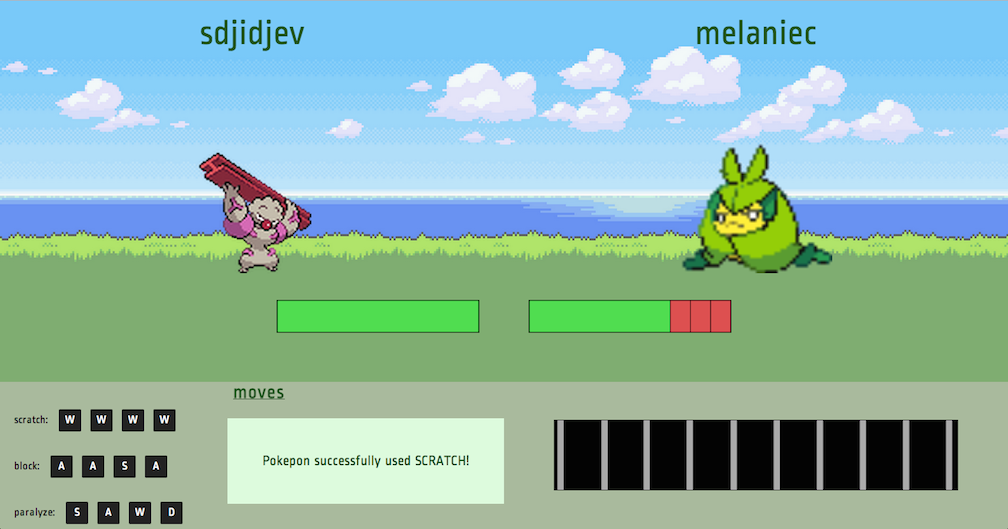 sdjidjev
melaniec
moves
scratch: W W W W
block: A A S A
paralyze: S A W D
Pokepon successfully used SCRATCH!